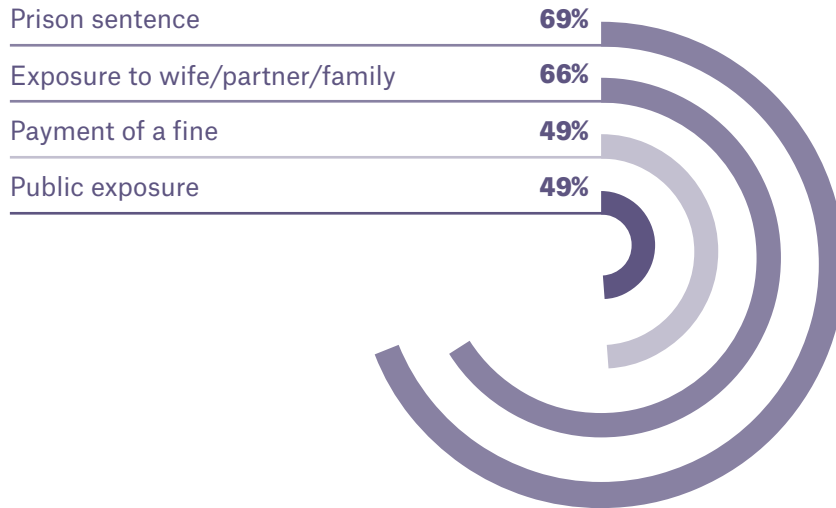 Prison sentence 69%
Exposure to wife/partner/family 66%
Payment of a fine 49%
Public exposure 49%